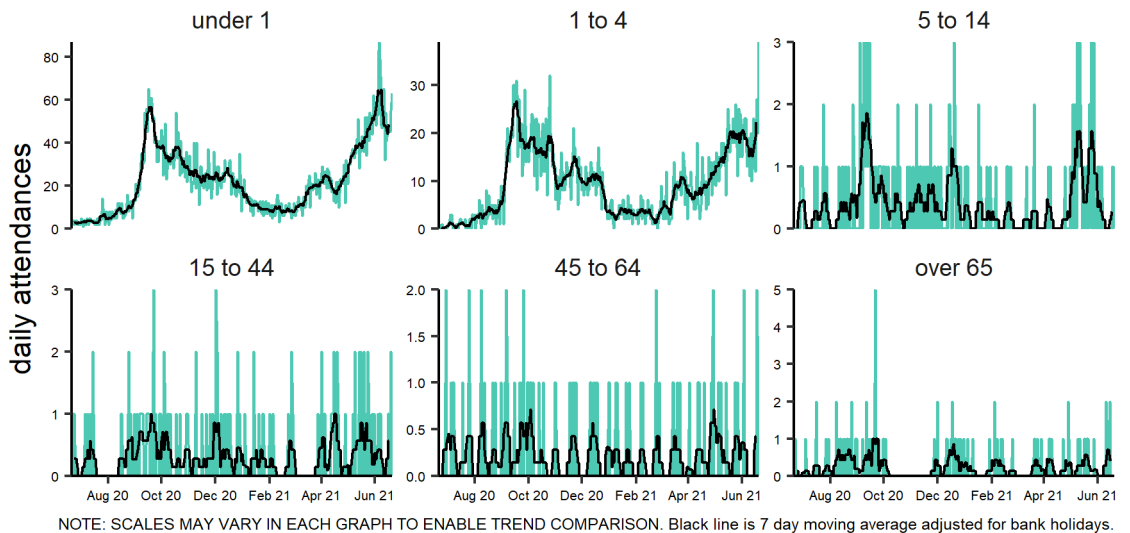 under 1
1 to 4
5 to 14
80
60
40
20
0
30
20
10
0
3
2
1
0
daily attendances
15 to 44
45 to 64
over 65
3
2
1
0
2.0
1.5
1.0
0.5
0.0
5
4
3
2
1
0
Aug 20 Oct 20 Dec 20 Feb 21 Apr 21 Jun 21
Aug 20 Oct 20 Dec 20 Feb 21 Apr 21 Jun 21
Aug 20 Oct 20 Dec 20 Feb 21 Apr 21 Jun 21
NOTE: SCALES MAY VARY IN EACH GRAPH TO ENABLE TREND COMPARISON. Black line is 7 day moving average adjusted for bank holidays.